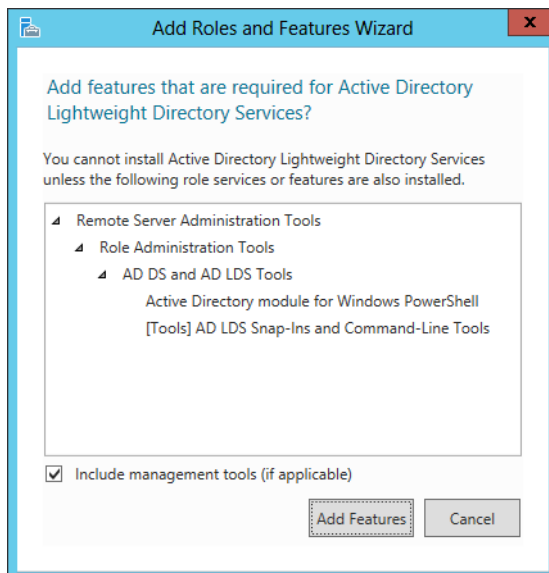 Add Roles and Features Wizard
x
Add features that are required for Active Directory
Lightweight Directory Services?
You cannot install Active Directory Lightweight Directory Services
unless the following role services or features are also installed.
Remote Server Administration Tools
Role Administration Tools
AD DS and AD LDS Tools
Active Directory module for Windows PowerShell
[Tools] AD LDS Snap-Ins and Command-Line Tools
Include management tools (if applicable)
Add Features Cancel